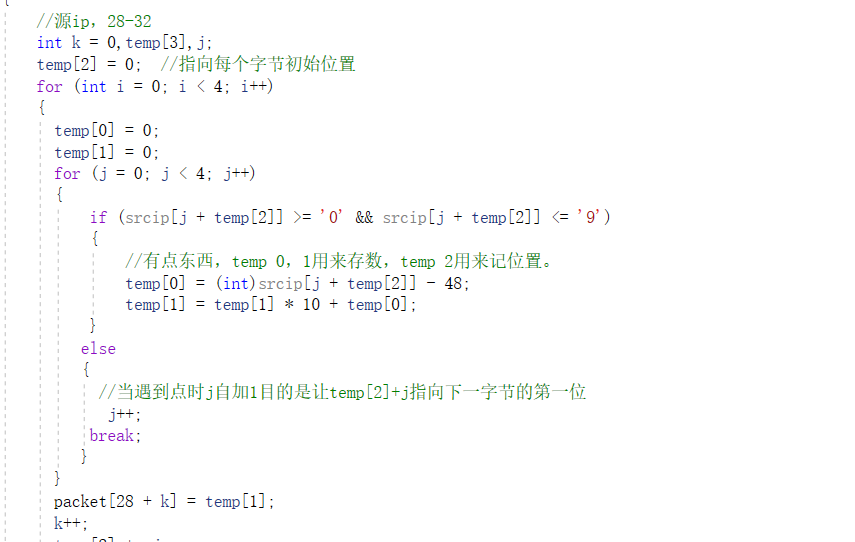 {
//源ip，28-32
int k = 0,temp[3],j;
temp[2] = 0;  //指向每个字节初始位置
for (int i = 0; i < 4; i++)
{
temp[0] = 0;
temp[1] = 0;
for (j = 0; j < 4; j++)
{
if (srcip[j + temp[2]] >= '0' && srcip[j + temp[2]] <= '9')
{
//有点东西，temp 0，1用来存数，temp 2用来记位置。
temp[0] = (int)srcip[j + temp[2]] - 48;
temp[1] = temp[1] * 10 + temp[0];
}
else
{
//当遇到点时j自加1目的是让temp[2]+j指向下一字节的第一位
j++;
break;
}
}
packet[28 + k] = temp[1];
k++;